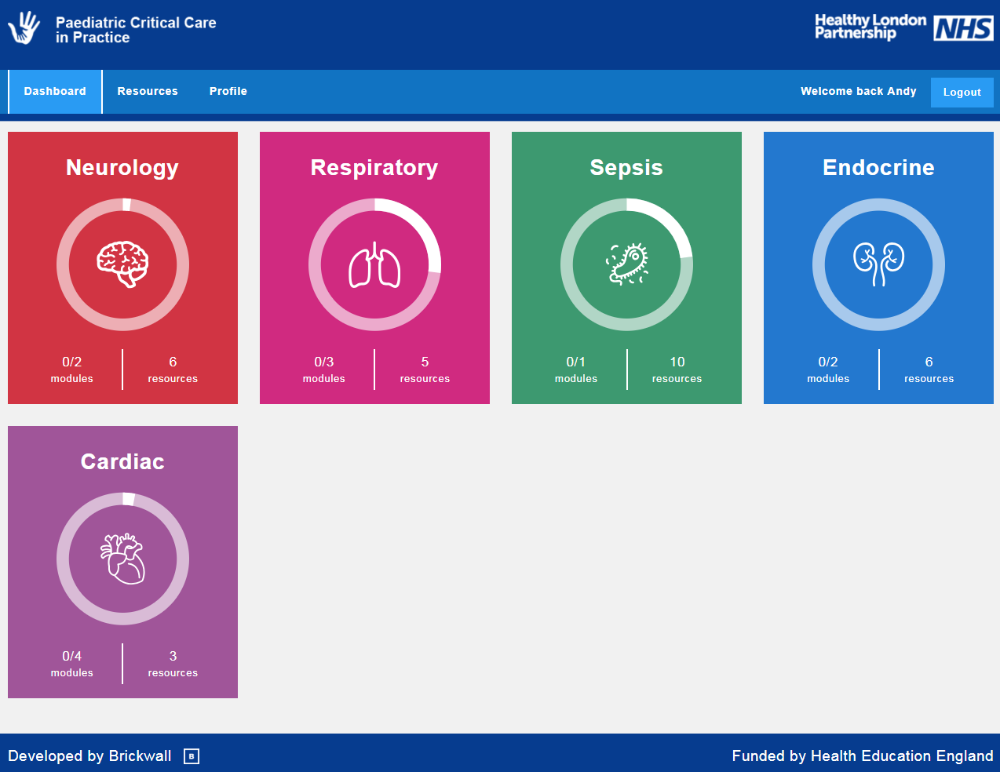 Paediatric Critical Care
in Practice
Healthy London
Partnership
NHS
Dashboard
Resources
Profile
Welcome back Andy
Logout
Neurology
0/2
modules
6
resources
Respiratory
0/3
modules
5
resources
Sepsis
0/1
modules
10
resources
Endocrine
0/2
modules
6
resources
Cardiac
0/4
modules
3
resources
Developed by Brickwall
B
Funded by Health Education England